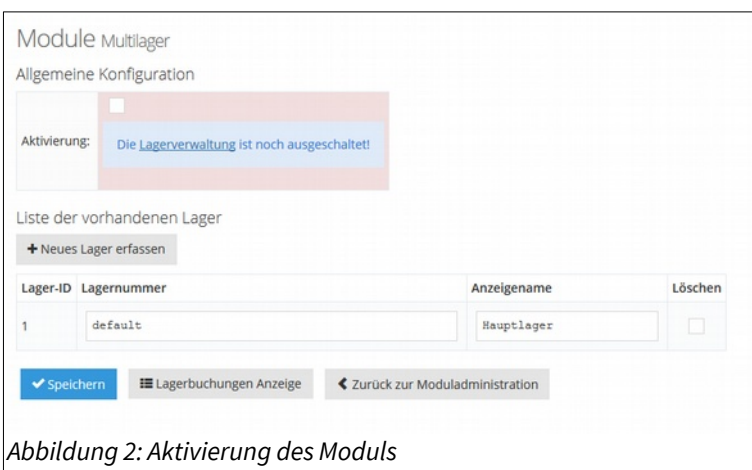 Module Multilager
Allgemeine Konfiguration
Aktivierung:
Die Lagerverwaltung ist noch ausgeschaltet!
Liste der vorhandenen Lager
Neues Lager erfassen
Lager-ID Lagernummer Anzeigename Löschen
1 default Hauptlager
Speichern Lagerbuchungen Anzeige Zurück zur Moduladministration
Abbildung 2: Aktivierung des Moduls